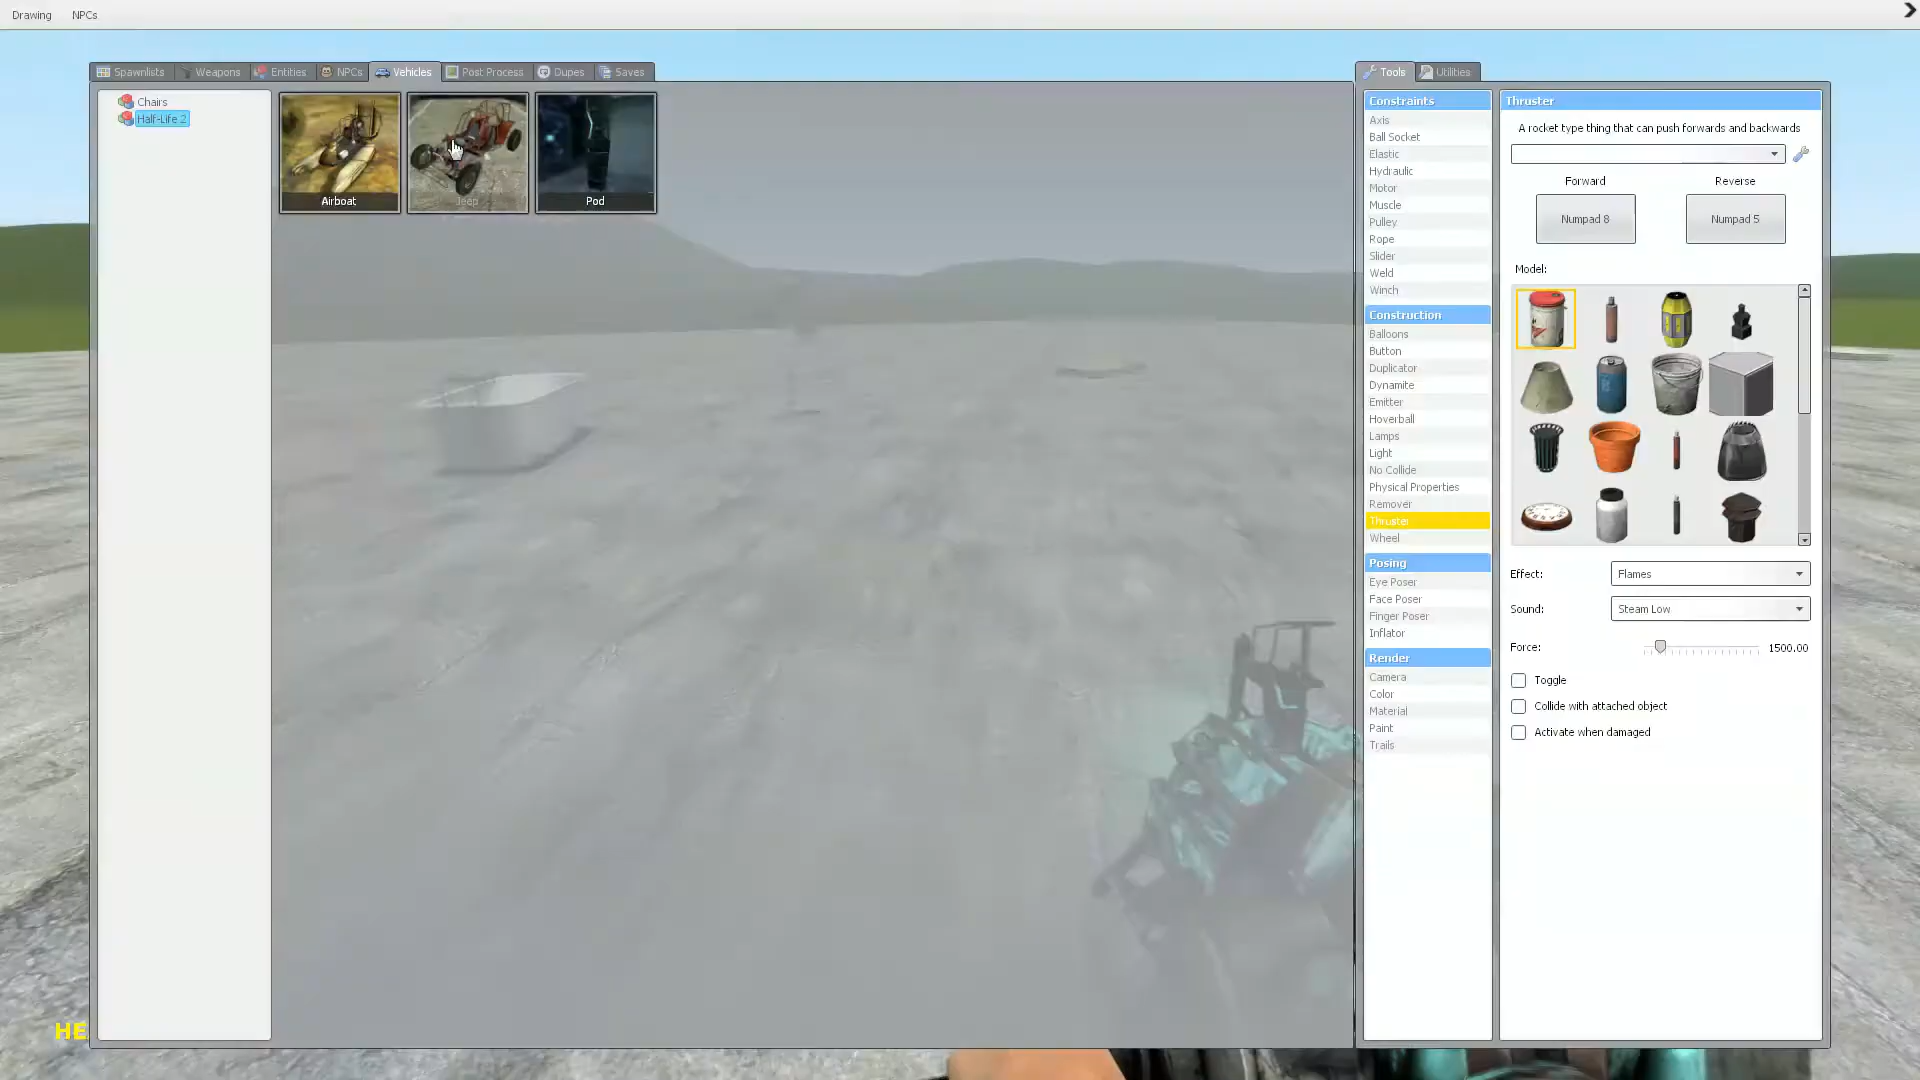 Drawing NPCs
Spawnlists Weapons Entities NPCs Vehicles Post Process Dupes Saves
Tools Utilities
Chairs
Half-Life 2
Airboat Jeep Pod
Constraints
Axis
Ball Socket
Elastic
Hydraulic
Motor
Muscle
Pulley
Rope
Slider
Weld
Winch
Construction
Balloons
Button
Duplicator
Dynamite
Emitter
Hoverball
Lamps
Light
No Collide
Physical Properties
Remover
Thruster
Wheel
Posing
Eye Poser
Face Poser
Finger Poser
Inflator
Render
Camera
Color
Material
Paint
Trails
Thruster
A rocket type thing that can push forwards and backwards
Forward Reverse
Numpad 8 Numpad 5
Model:
Effect: Flames
Sound: Steam Low
Force: 1500.00
Toggle
Collide with attached object
Activate when damaged
HE